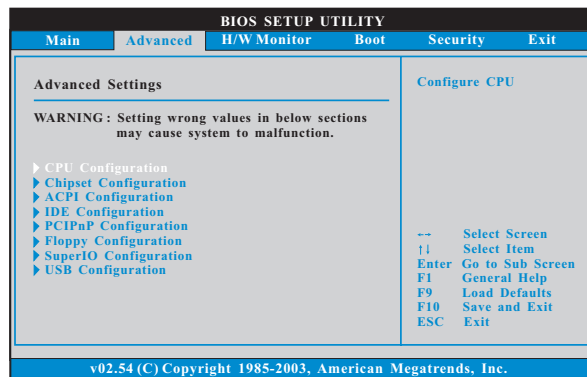 BIOS SETUP UTILITY
Main Advanced H/W Monitor Boot Security Exit
Advanced Settings
WARNING : Setting wrong values in below sections
may cause system to malfunction.
CPU Configuration
Chipset Configuration
ACPI Configuration
IDE Configuration
PCIPnP Configuration
Floppy Configuration
SuperIO Configuration
USB Configuration
Configure CPU
←→ Select Screen
↑↓ Select Item
Enter Go to Sub Screen
F1 General Help
F9 Load Defaults
F10 Save and Exit
ESC Exit
v02.54 (C) Copyright 1985-2003, American Megatrends, Inc.